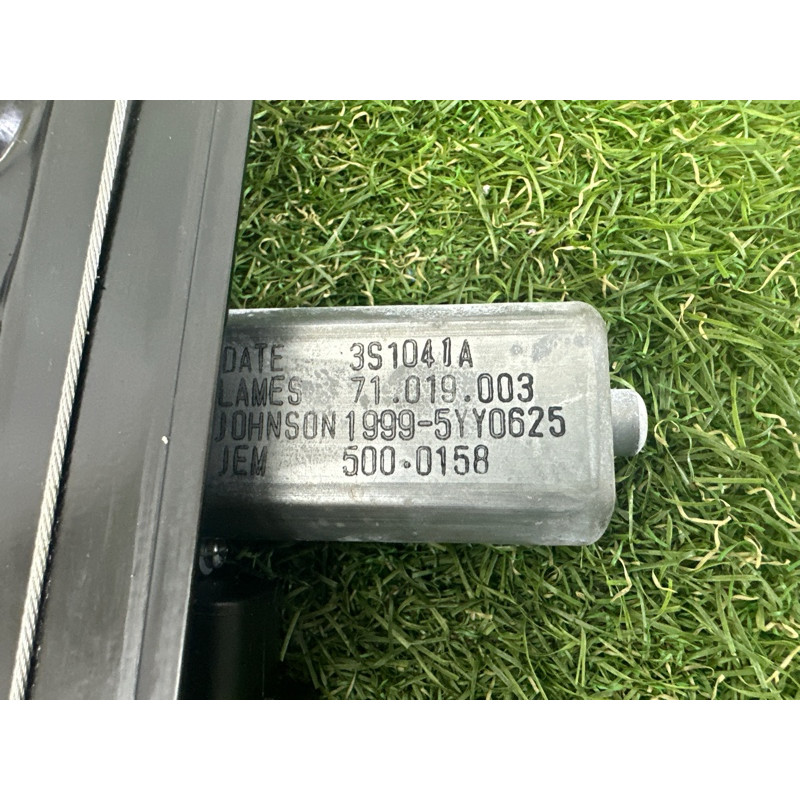 DATE 3S1041A
LAMES 71.019.003
JOHNSON 1999-5YY0625
JEM 500.0158